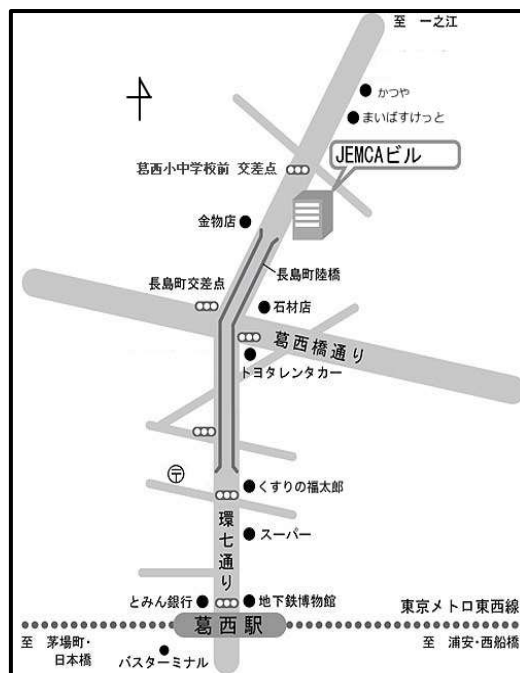 至 一之江
かつや
まいばすけっと
JEMCAビル
葛西小中学校前 交差点
金物店
長島町陸橋
長島町交差点
石材店
葛西橋通り
トヨタレンタカー
〒
くすりの福太郎
環七通り
スーパー
とみん銀行
地下鉄博物館
東京メトロ東西線
葛西駅
至 茅場町・
日本橋
至 浦安・西船橋
バスターミナル